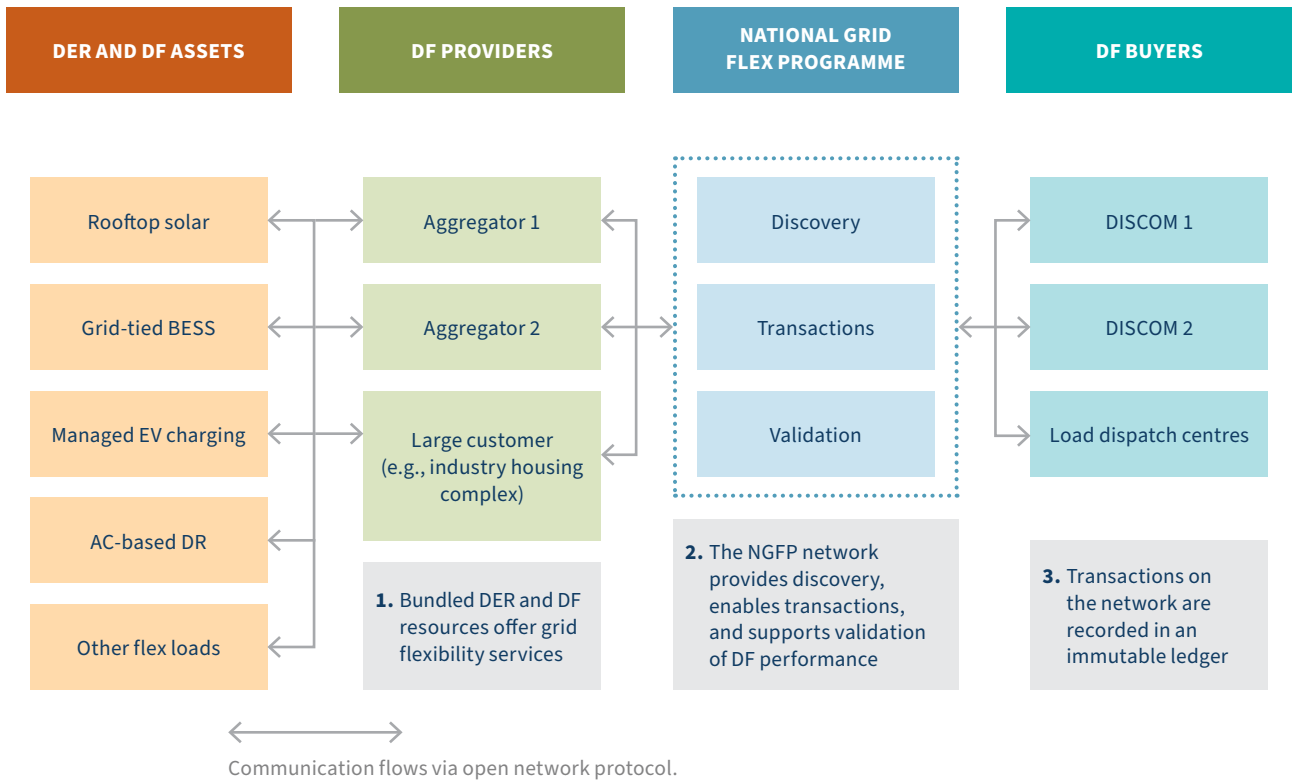 DER AND DF ASSETS
DF PROVIDERS
NATIONAL GRID
FLEX PROGRAMME
DF BUYERS
Rooftop solar
Grid-tied BESS
Managed EV charging
AC-based DR
Other flex loads
Aggregator 1
Aggregator 2
Large customer
(e.g., industry housing
complex)
1. Bundled DER and DF
resources offer grid
flexibility services
Discovery
Transactions
Validation
2. The NGFP network
provides discovery,
enables transactions,
and supports validation
of DF performance
DISCOM 1
DISCOM 2
Load dispatch centres
3. Transactions on
the network are
recorded in an
immutable ledger
Communication flows via open network protocol.